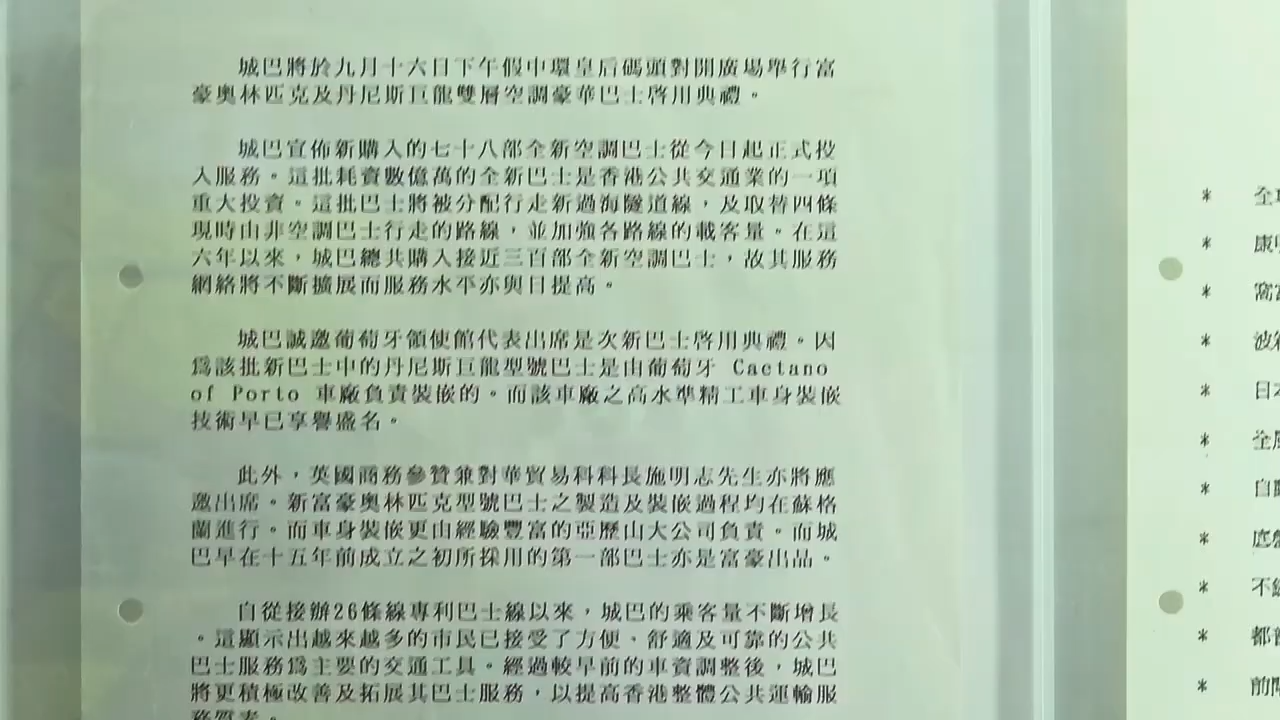 城巴將於九月十六日下午假中環皇后碼頭對開廣場舉行富
豪奧林匹克及丹尼斯巨龍雙層空調豪華巴士啓用典禮。
城巴宣佈新購入的七十八部全新空調巴士從今日起正式投
入服務。這批耗資數億萬的全新巴士是香港公共交通業的一項
重大投資。這批巴士將被分配行走新過海隧道線，及取替四條
現時由非空調巴士行走的路線，並加強各路線的載客量。在這
六年以來，城巴總共購入接近三百部全新空調巴士，故其服務
網絡將不斷擴展而服務水平亦與日提高。
城巴誠邀葡萄牙領使館代表出席是次新巴士啓用典禮。因
爲該批新巴士中的丹尼斯巨龍型號巴士是由葡萄牙 Caetano
of Porto 車廠負責裝嵌的。而該車廠之高水準精工車身裝嵌
技術早已享譽盛名。
此外，英國商務參贊兼對華貿易科科長施明志先生亦將應
邀出席。新富豪奧林匹克型號巴士之製造及裝嵌過程均在蘇格
蘭進行。而車身裝嵌更由經驗豐富的亞歷山大公司負責。而城
巴早在十五年前成立之初所採用的第一部巴士亦是富豪出品。
自從接辦26條線專利巴士線以來，城巴的乘客量不斷增長
。這顯示出越來越多的市民已接受了方便、舒適及可靠的公共
巴士服務爲主要的交通工具。經過較早前的車資調整後，城巴
將更積極改善及拓展其巴士服務，以提高香港整體公共運輸服
務質素。
* 全
* 康
* 窩
* 波
* 日本
* 全
* 自
* 底盤
* 不
* 都
* 前